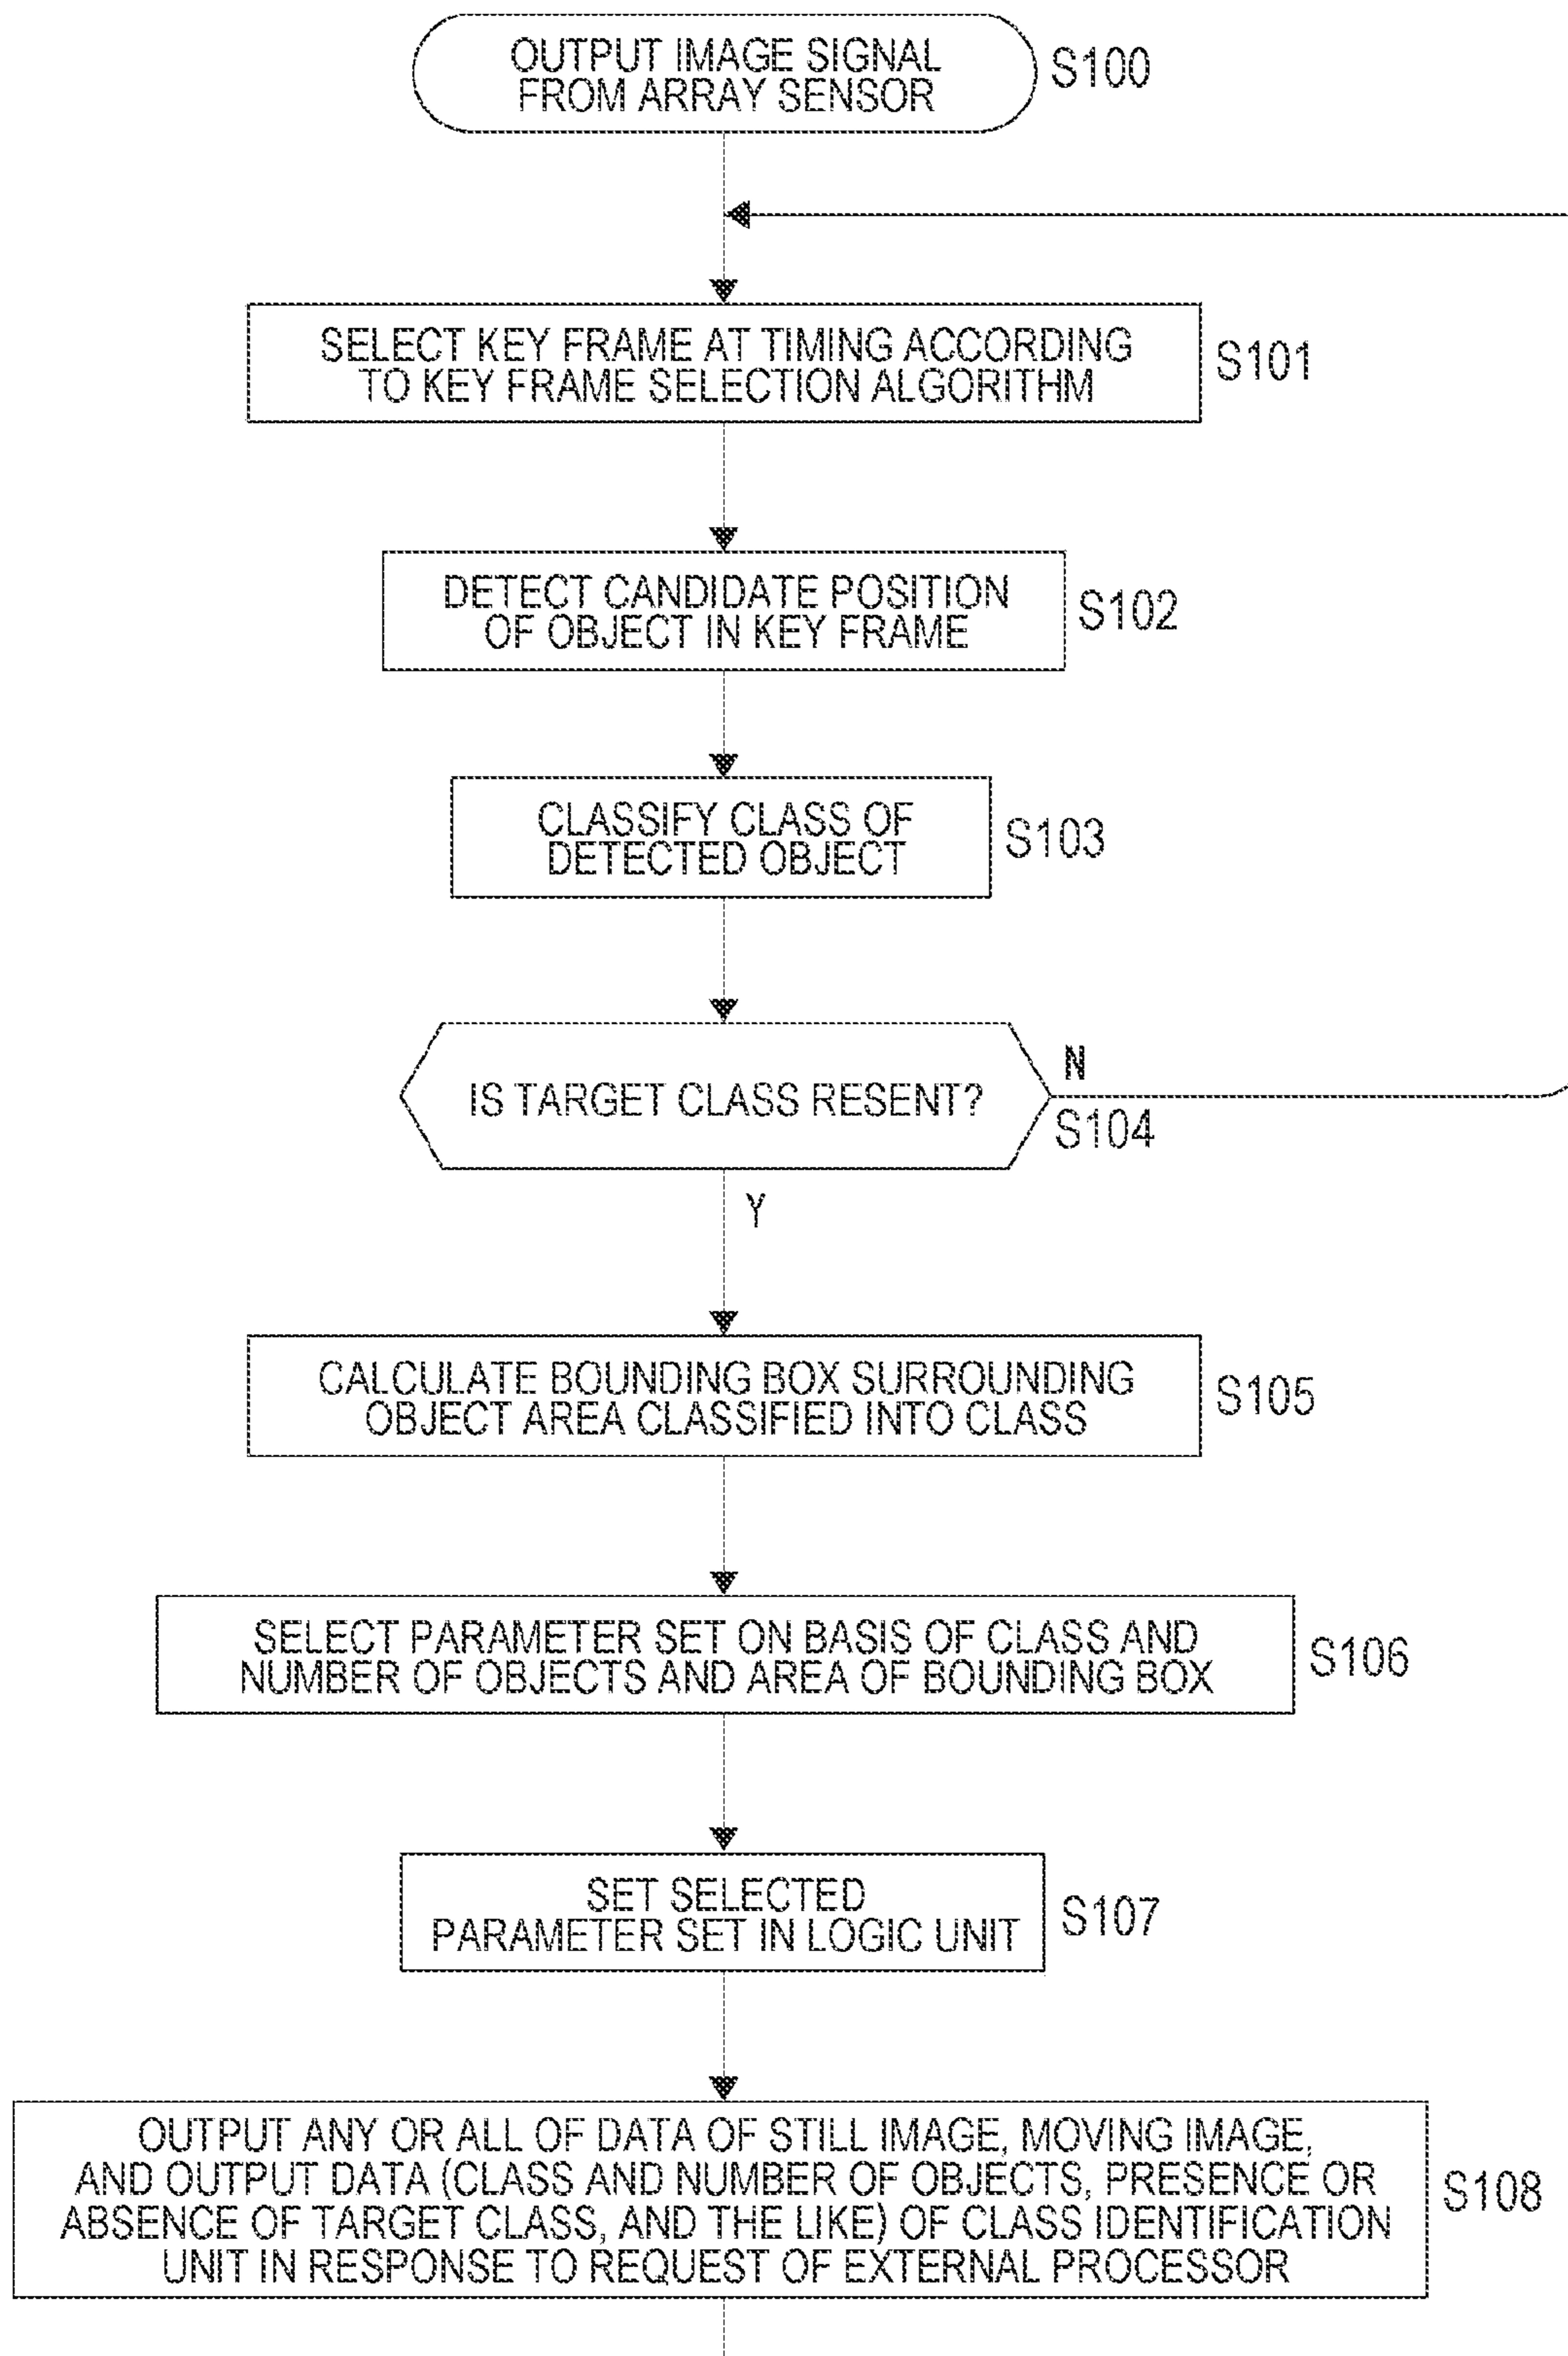 OUTPUT IMAGE SIGNAL
FROM ARRAY SENSOR
S100
SELECT KEY FRAME AT TIMING ACCORDING
TO KEY FRAME SELECTION ALGORITHM
S101
DETECT CANDIDATE POSITION
OF OBJECT IN KEY FRAME
S102
CLASSIFY CLASS OF
DETECTED OBJECT
S103
IS TARGET CLASS RESENT?
N
S104
Y
CALCULATE BOUNDING BOX SURROUNDING
OBJECT AREA CLASSIFIED INTO CLASS
S105
SELECT PARAMETER SET ON BASIS OF CLASS AND
NUMBER OF OBJECTS AND AREA OF BOUNDING BOX
S106
SET SELECTED
PARAMETER SET IN LOGIC UNIT
S107
OUTPUT ANY OR ALL OF DATA OF STILL IMAGE, MOVING IMAGE,
AND OUTPUT DATA (CLASS AND NUMBER OF OBJECTS, PRESENCE OR
ABSENCE OF TARGET CLASS, AND THE LIKE) OF CLASS IDENTIFICATION
UNIT IN RESPONSE TO REQUEST OF EXTERNAL PROCESSOR
S108